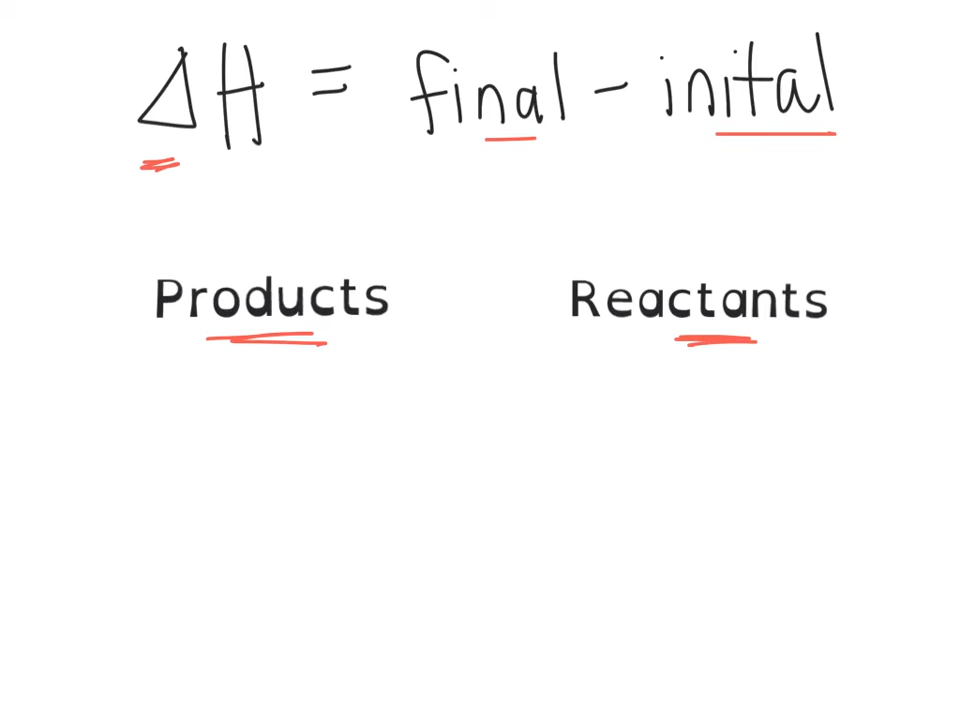 ΔH = final - inital
Products Reactants